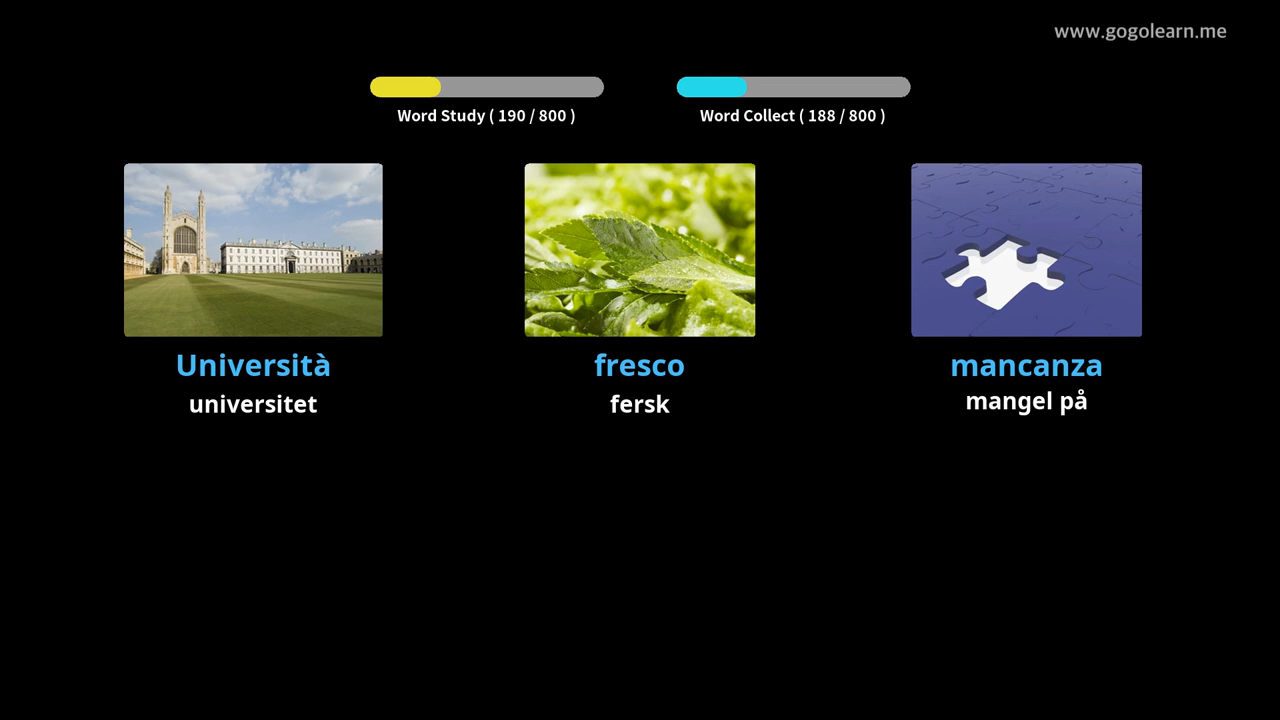 www.gogolearn.me
Word Study ( 190 / 800 )
Word Collect ( 188 / 800 )
Università
fresco
mancanza
universitet
fersk
mangel på